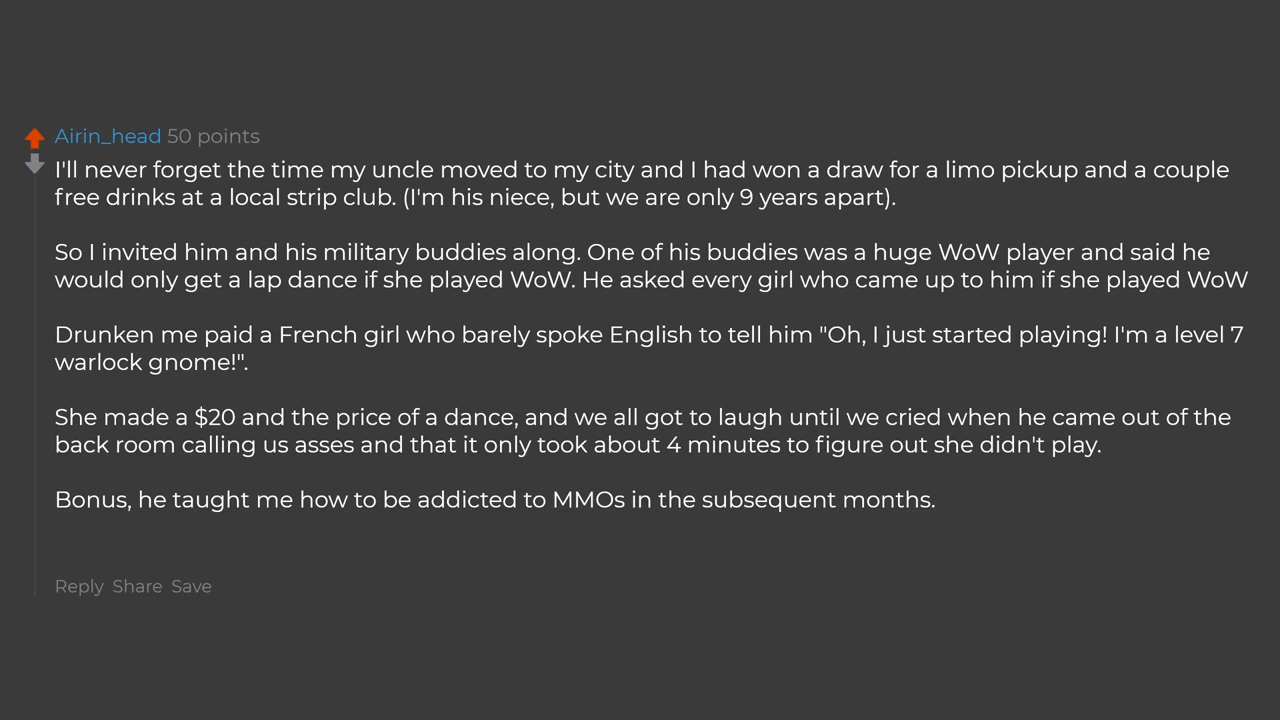 Airin_head 50 points
I'll never forget the time my uncle moved to my city and I had won a draw for a limo pickup and a couple
free drinks at a local strip club. (I'm his niece, but we are only 9 years apart).
So I invited him and his military buddies along. One of his buddies was a huge WoW player and said he
would only get a lap dance if she played WoW. He asked every girl who came up to him if she played WoW
Drunken me paid a French girl who barely spoke English to tell him "Oh, I just started playing! I'm a level 7
warlock gnome!".
She made a $20 and the price of a dance, and we all got to laugh until we cried when he came out of the
back room calling us asses and that it only took about 4 minutes to figure out she didn't play.
Bonus, he taught me how to be addicted to MMOs in the subsequent months.
Reply Share Save